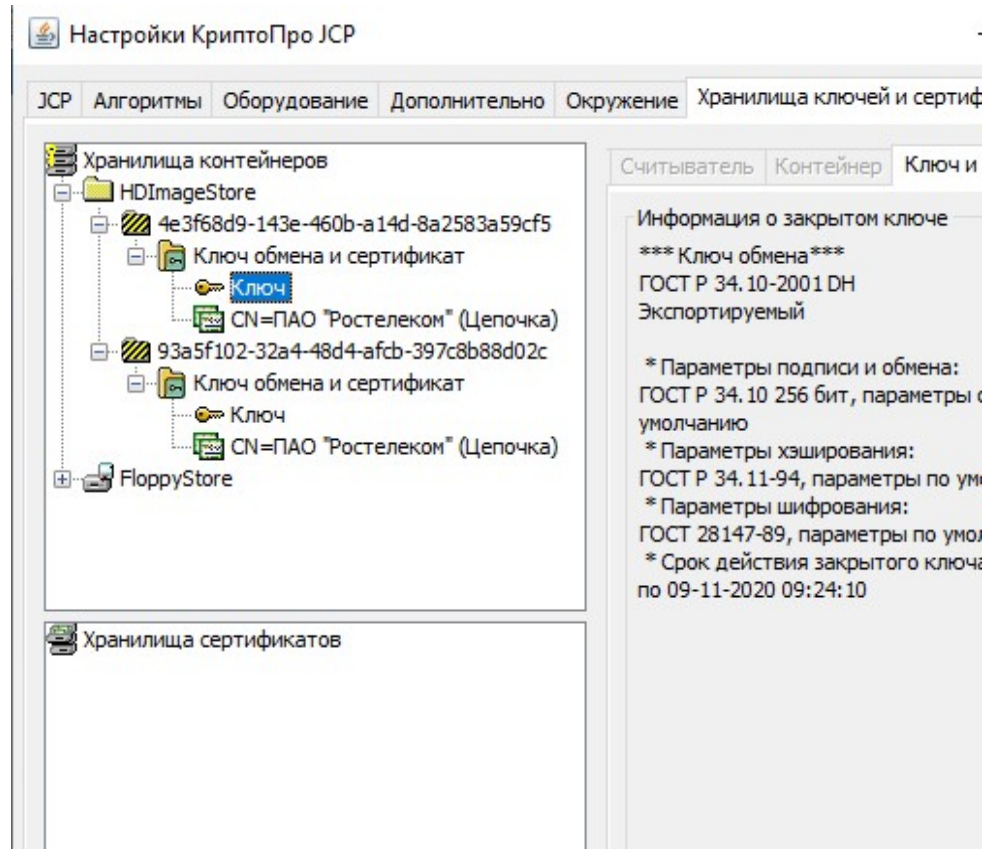 Настройки КриптоПро JCP
JCP Алгоритмы Оборудование Дополнительно Окружение Хранилища ключей и
Хранилища контейнеров
HDImageStore
4e3f68d9-143e-460b-a14d-8a2583a59cf5
Ключ обмена и сертификат
Ключ
CN=ПАО "Ростелеком" (Цепочка)
93a5f102-32a4-48d4-afcb-397c8b88d02c
Ключ обмена и сертификат
Ключ
CN=ПАО "Ростелеком" (Цепочка)
FloppyStore
Хранилища сертификатов
Считыватель Контейнер Ключ и
Информация о закрытом ключе
*** Ключ обмена***
ГОСТ Р 34.10-2001 DH
Экспортируемый
* Параметры подписи и обмена:
ГОСТ Р 34.10 256 бит, параметры
умолчанию
* Параметры хэширования:
ГОСТ Р 34.11-94, параметры по
* Параметры шифрования:
ГОСТ 28147-89, параметры по
* Срок действия закрытого ключа
по 09-11-2020 09:24:10